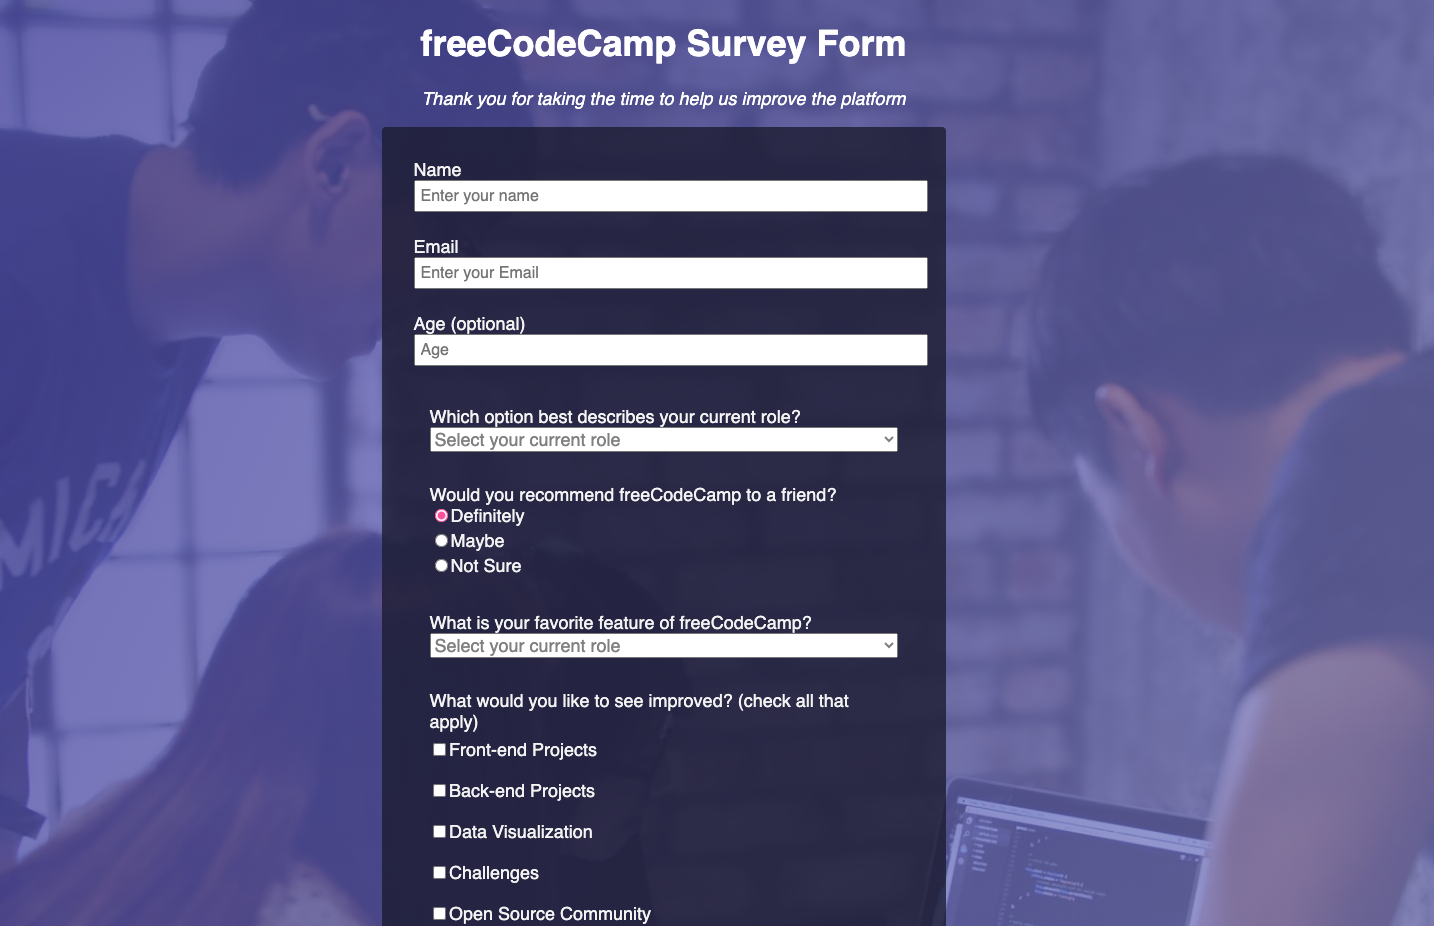 freeCodeCamp Survey Form
Thank you for taking the time to help us improve the platform
Name
Enter your name
Email
Enter your Email
Age (optional)
Age
Which option best describes your current role?
Select your current role
Would you recommend freeCodeCamp to a friend?
Definitely
Maybe
Not Sure
What is your favorite feature of freeCodeCamp?
Select your current role
What would you like to see improved? (check all that
apply)
Front-end Projects
Back-end Projects
Data Visualization
Challenges
Open Source Community